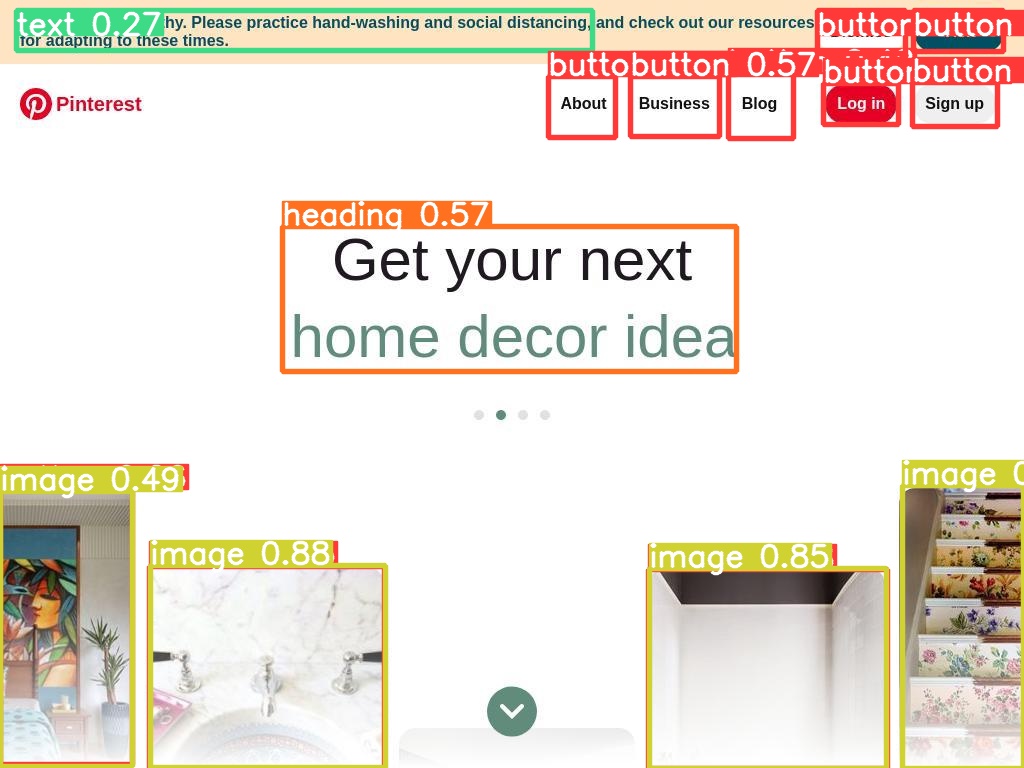 text 0.27
hy. Please practice hand-washing and social distancing, and check out our resources
for adapting to these times.
button
button
button
button 0.57
button
button
Pinterest
About
Business
Blog
Log in
Sign up
heading 0.57
Get your next
home decor idea
image 0.49
image 0.88
image 0.85
image 0